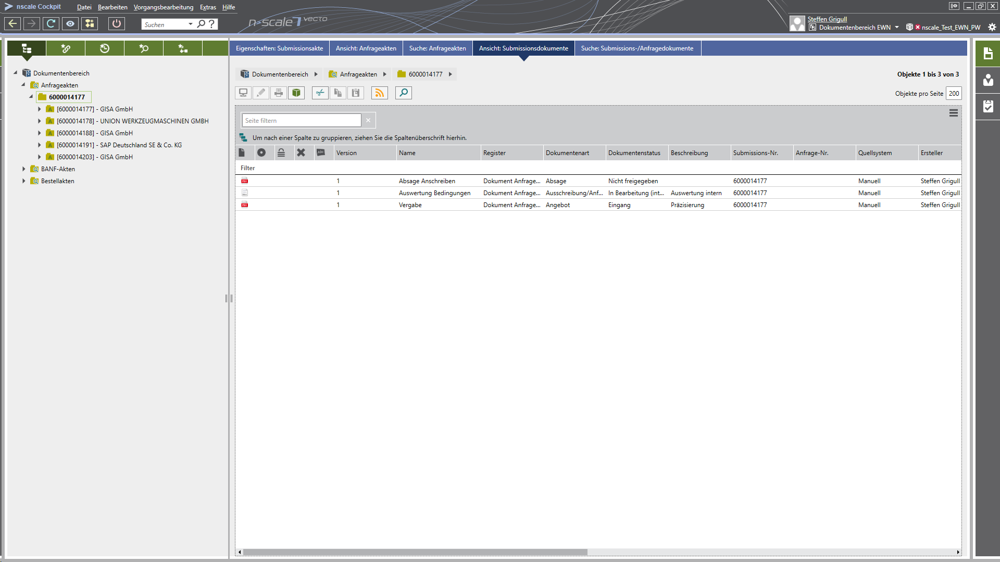 nscale Cockpit
Datei Bearbeiten Vorgangsbearbeitung Extras Hilfe
Suchen
n-scale7 vecto
Steffen Grigull
Dokumentenbereich EWN
nscale_Test_EWN_PW
Eigenschaften: Submissionsakte Ansicht: Anfrageakten Suche: Anfrageakten Ansicht: Submissionsdokumente Suche: Submissions-/Anfragedokumente
Dokumentenbereich
Anfrageakten
6000014177
[6000014177] - GISA GmbH
[6000014178] - UNION WERKZEUGMASCHINEN GMBH
[6000014188] - GISA GmbH
[6000014191] - SAP Deutschland SE & Co. KG
[6000014203] - GISA GmbH
BANF-Akten
Bestellakten
Dokumentenbereich Anfrageakten 6000014177
Objekte 1 bis 3 von 3
Objekte pro Seite 200
Seite filtern
Um nach einer Spalte zu gruppieren, ziehen Sie die Spaltenüberschrift hierhin.
Version Name Register Dokumentenart Dokumentenstatus Beschreibung Submissions-Nr. Anfrage-Nr. Quellsystem Ersteller
Filter
1 Absage Anschreiben Dokument Anfrage... Absage Nicht freigegeben 6000014177 Manuell Steffen Grigull
1 Auswertung Bedingungen Dokument Anfrage... Ausschreibung/Anf... In Bearbeitung (int... Auswertung intern 6000014177 Manuell Steffen Grigull
1 Vergabe Dokument Anfrage... Angebot Eingang Präzisierung 6000014177 Manuell Steffen Grigull